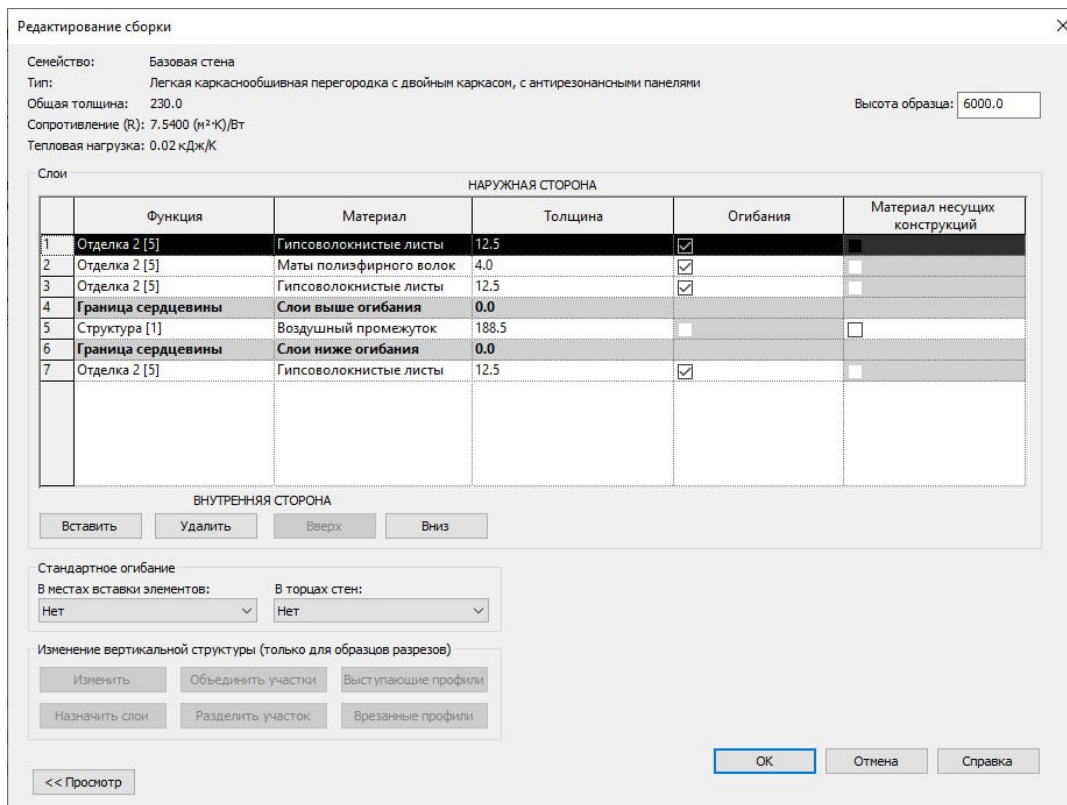 Редактирование сборки
Семейство: Базовая стена
Тип: Легкая каркаснообшивная перегородка с двойным каркасом, с антирезонансными панелями
Общая толщина: 230.0 Высота образца: 6000.0
Сопротивление (R): 7.5400 (м²·K)/Вт
Тепловая нагрузка: 0.02 кДж/K
Слои
НАРУЖНАЯ СТОРОНА
Функция Материал Толщина Огибания Материал несущих конструкций
1 Отделка 2 [5] Гипсоволокнистые листы 12.5
2 Отделка 2 [5] Маты полиэфирного волок 4.0
3 Отделка 2 [5] Гипсоволокнистые листы 12.5
4 Граница сердцевины Слои выше огибания 0.0
5 Структура [1] Воздушный промежуток 188.5
6 Граница сердцевины Слои ниже огибания 0.0
7 Отделка 2 [5] Гипсоволокнистые листы 12.5
ВНУТРЕННЯЯ СТОРОНА
Вставить Удалить Вверх Вниз
Стандартное огибание
В местах вставки элементов: В торцах стен:
Нет Нет
Изменение вертикальной структуры (только для образцов разрезов)
Изменить Объединить участки Выступающие профили
Назначить слои Разделить участок Врезанные профили
OK Отмена Справка
<< Просмотр